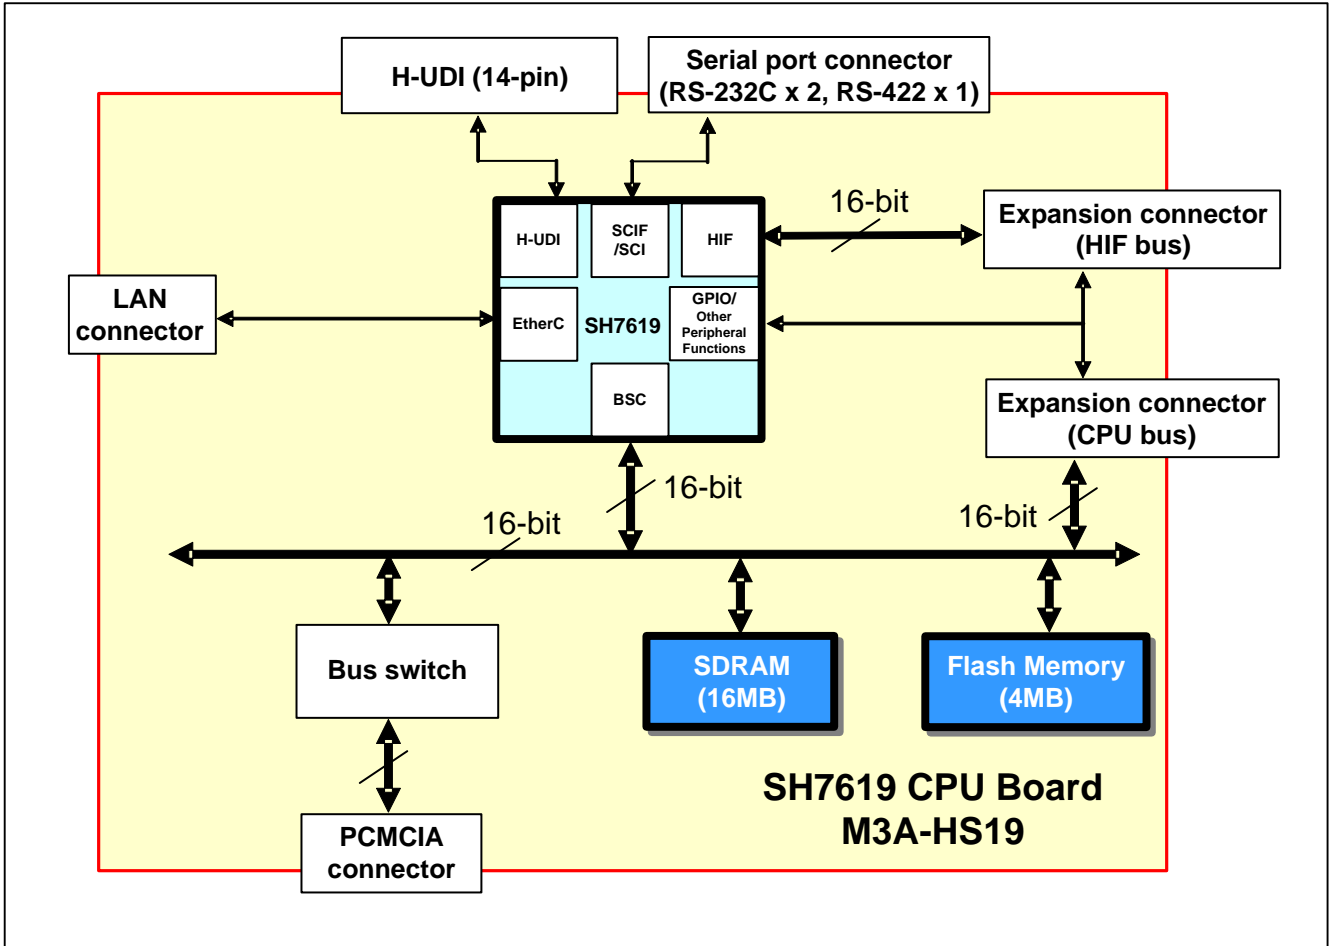 H-UDI (14-pin)
Serial port connector
(RS-232C x 2, RS-422 x 1)
16-bit
Expansion connector
(HIF bus)
H-UDI
SCIF
/SCI
HIF
LAN
connector
EtherC
SH7619
GPIO/
Other
Peripheral
Functions
BSC
Expansion connector
(CPU bus)
16-bit
16-bit
16-bit
Bus switch
SDRAM
(16MB)
Flash Memory
(4MB)
SH7619 CPU Board
M3A-HS19
PCMCIA
connector